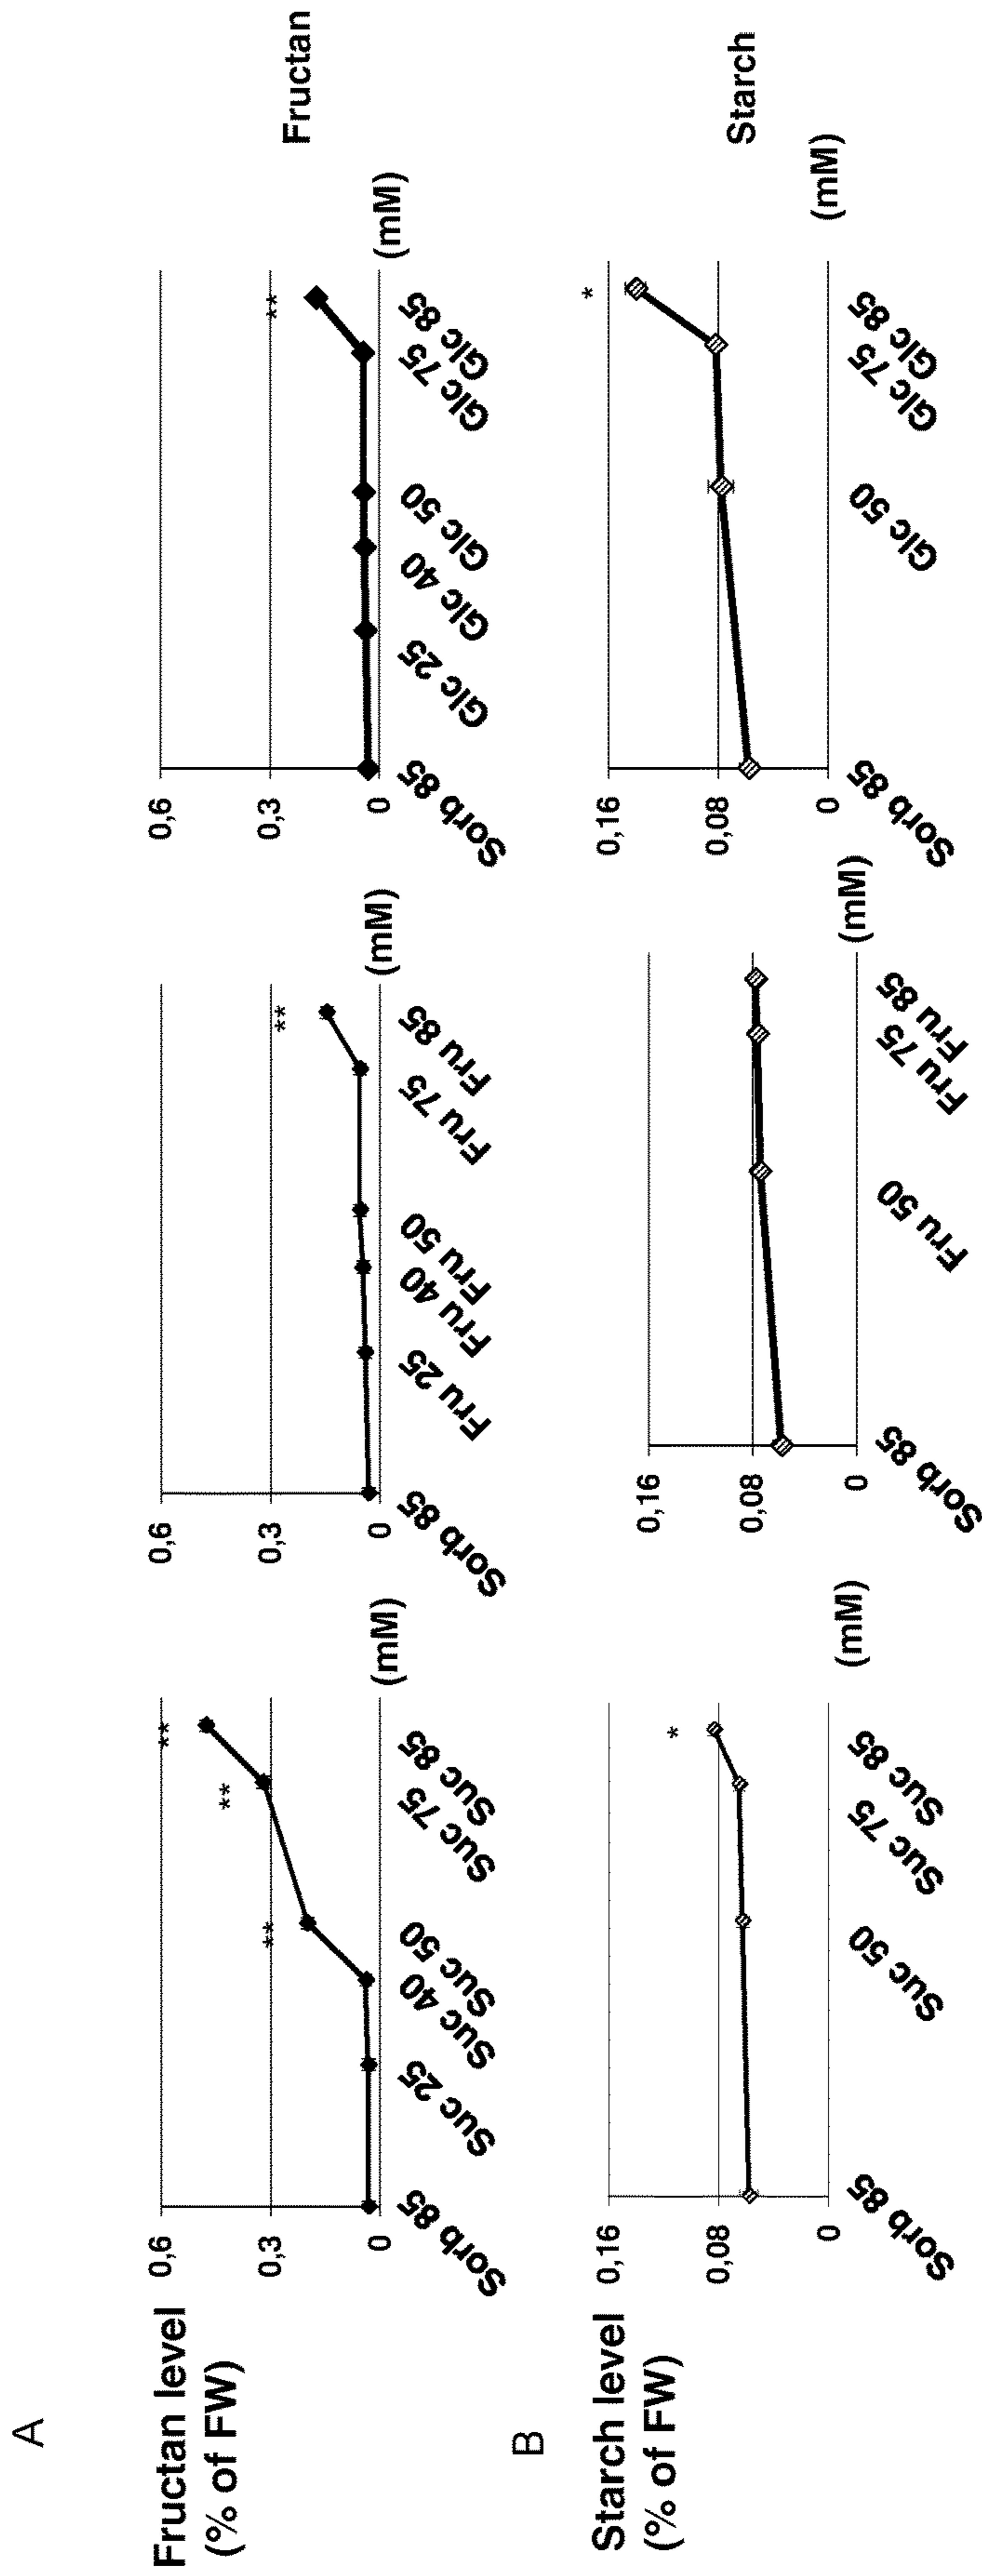 A
Fructan level
(% of FW)
0,6
0,3
0
**
**
**
Sorb 85
Suc 25
Suc 40
Suc 50
Suc 75
Suc 85
(mM)
0,6
0,3
0
**
Sorb 85
Fru 25
Fru 40
Fru 50
Fru 75
Fru 85
(mM)
0,6
0,3
0
**
Sorb 85
Glc 25
Glc 40
Glc 50
Glc 75
Glc 85
(mM)
Fructan
B
Starch level
(% of FW)
0,16
0,08
0
*
Sorb 85
Suc 50
Suc 75
Suc 85
(mM)
0,16
0,08
0
Sorb 85
Fru 50
Fru 75
Fru 85
(mM)
0,16
0,08
0
*
Sorb 85
Glc 50
Glc 75
Glc 85
(mM)
Starch